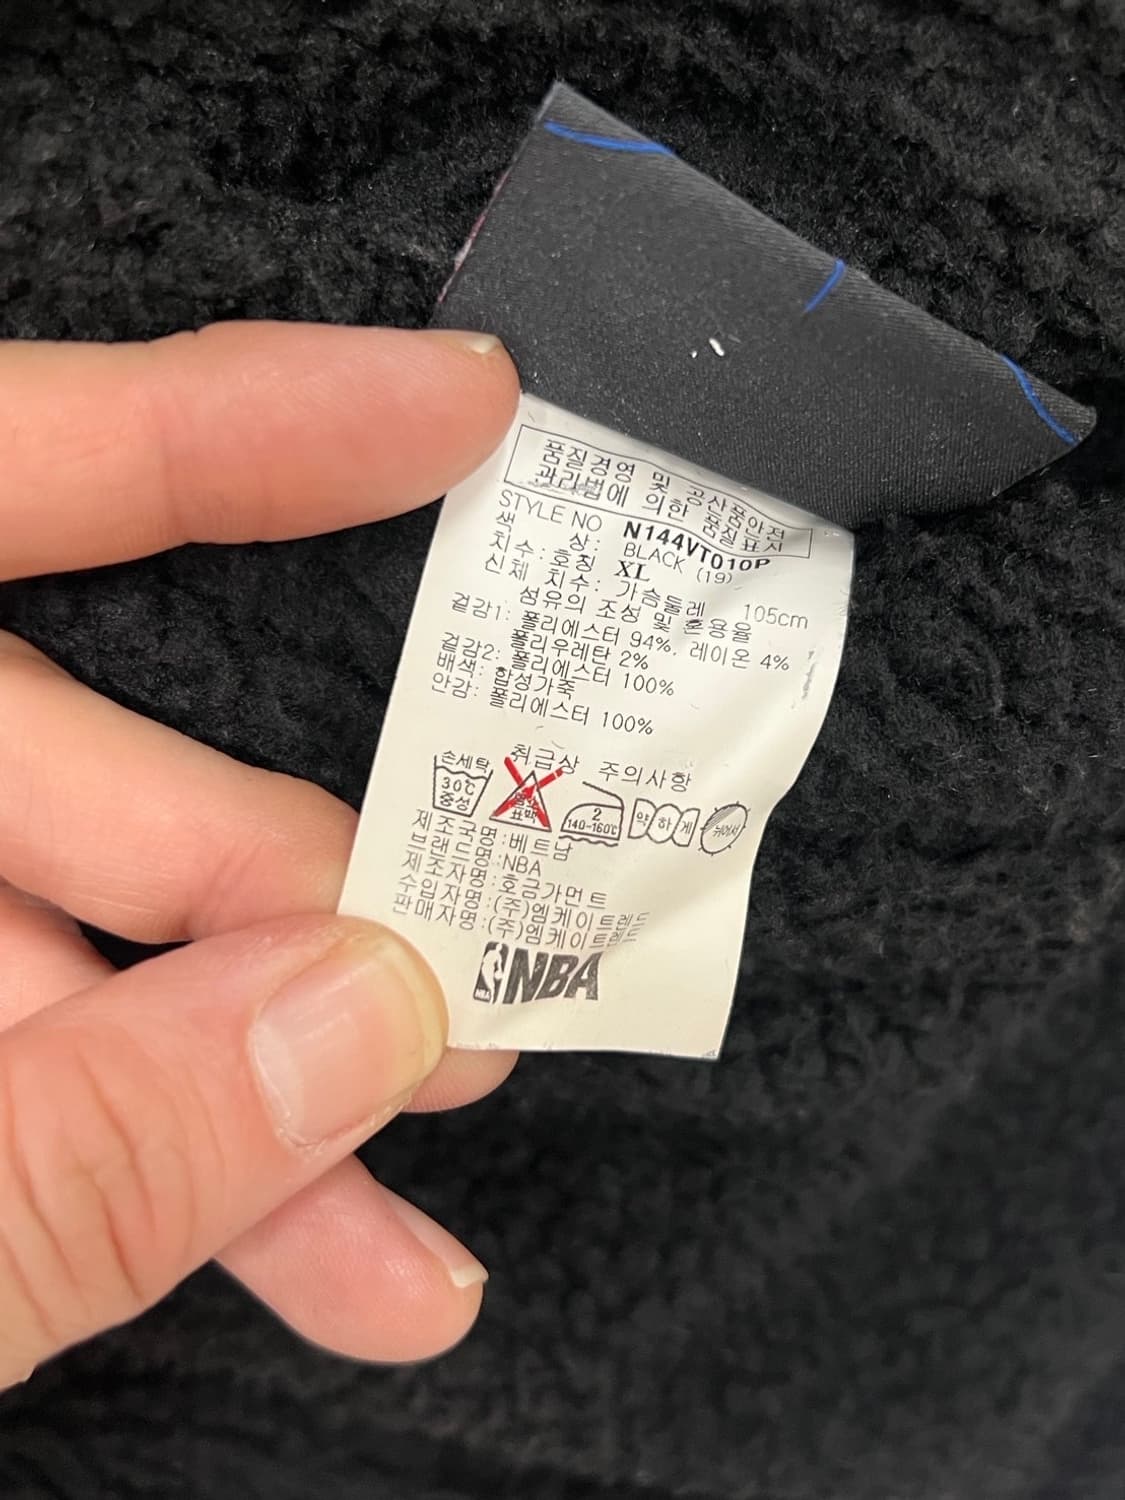 품질경영 및 공산품안전
관리법에 의한 품질표시
STYLE NO N144VT010P
색 상: BLACK (19)
치수: 호칭 XL
신체 치수: 가슴둘레 105cm
섬유의 조성 및 혼용율
겉감1: 폴리에스터 94%, 레이온 4%
폴리우레탄 2%
겉감2: 폴리에스터 100%
배색: 합성가죽
안감: 폴리에스터 100%
취급상 주의사항
손세탁
30℃
중성
표백
2
140-160℃
약하게
뉘어서
제조국명:베트남
브랜드명:NBA
제조자명:호금가먼트
수입자명:(주)엠케이트렌드
판매자명:(주)엠케이트렌드
NBA
NBA